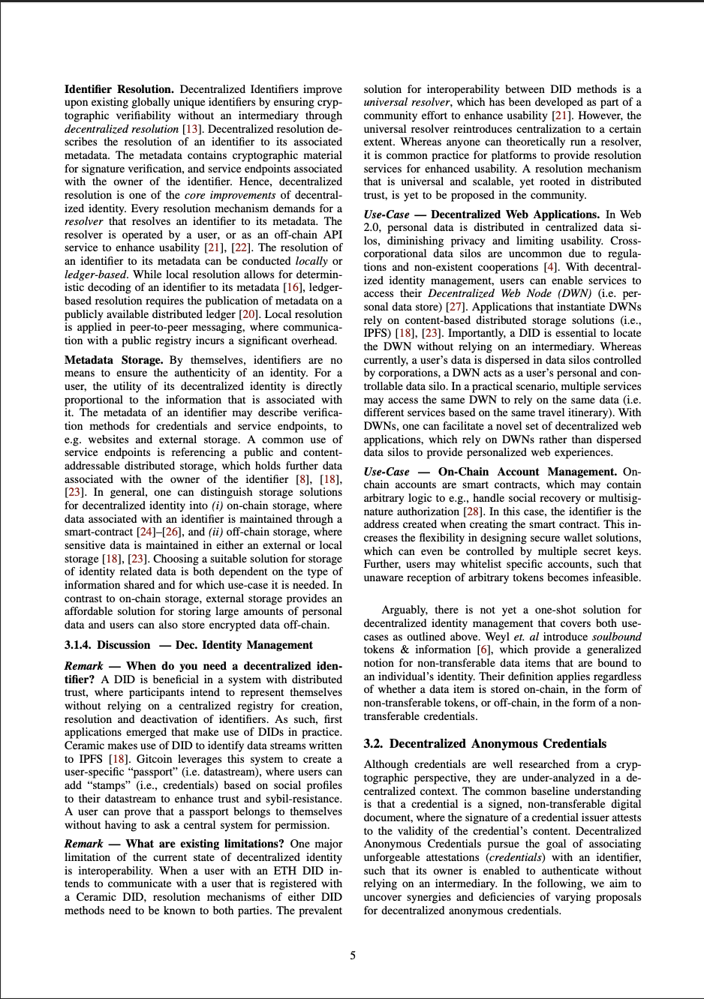 Identifier Resolution. Decentralized Identifiers improve
upon existing globally unique identifiers by ensuring cryp-
tographic verifiability without an intermediary through
decentralized resolution [13]. Decentralized resolution de-
scribes the resolution of an identifier to its associated
metadata. The metadata contains cryptographic material
for signature verification, and service endpoints associated
with the owner of the identifier. Hence, decentralized
resolution is one of the core improvements of decentral-
ized identity. Every resolution mechanism demands for a
resolver that resolves an identifier to its metadata. The
resolver is operated by a user, or as an off-chain API
service to enhance usability [21], [22]. The resolution of
an identifier to its metadata can be conducted locally or
ledger-based. While local resolution allows for determin-
istic decoding of an identifier to its metadata [16], ledger-
based resolution requires the publication of metadata on a
publicly available distributed ledger [20]. Local resolution
is applied in peer-to-peer messaging, where communica-
tion with a public registry incurs a significant overhead.
Metadata Storage. By themselves, identifiers are no
means to ensure the authenticity of an identity. For a
user, the utility of its decentralized identity is directly
proportional to the information that is associated with
it. The metadata of an identifier may describe verifica-
tion methods for credentials and service endpoints, to
e.g. websites and external storage. A common use of
service endpoints is referencing a public and content-
addressable distributed storage, which holds further data
associated with the owner of the identifier [8], [18],
[23]. In general, one can distinguish storage solutions
for decentralized identity into (i) on-chain storage, where
data associated with an identifier is maintained through a
smart-contract [24]–[26], and (ii) off-chain storage, where
sensitive data is maintained in either an external or local
storage [18], [23]. Choosing a suitable solution for storage
of identity related data is both dependent on the type of
information shared and for which use-case it is needed. In
contrast to on-chain storage, external storage provides an
affordable solution for storing large amounts of personal
data and users can also store encrypted data off-chain.
3.1.4. Discussion — Dec. Identity Management
Remark — When do you need a decentralized iden-
tifier? A DID is beneficial in a system with distributed
trust, where participants intend to represent themselves
without relying on a centralized registry for creation,
resolution and deactivation of identifiers. As such, first
applications emerged that make use of DIDs in practice.
Ceramic makes use of DID to identify data streams written
to IPFS [18]. Gitcoin leverages this system to create a
user-specific “passport” (i.e. datastream), where users can
add “stamps” (i.e., credentials) based on social profiles
to their datastream to enhance trust and sybil-resistance.
A user can prove that a passport belongs to themselves
without having to ask a central system for permission.
Remark — What are existing limitations? One major
limitation of the current state of decentralized identity
is interoperability. When a user with an ETH DID in-
tends to communicate with a user that is registered with
a Ceramic DID, resolution mechanisms of either DID
methods need to be known to both parties. The prevalent
solution for interoperability between DID methods is a
universal resolver, which has been developed as part of a
community effort to enhance usability [21]. However, the
universal resolver reintroduces centralization to a certain
extent. Whereas anyone can theoretically run a resolver,
it is common practice for platforms to provide resolution
services for enhanced usability. A resolution mechanism
that is universal and scalable, yet rooted in distributed
trust, is yet to be proposed in the community.
Use-Case — Decentralized Web Applications. In Web
2.0, personal data is distributed in centralized data si-
los, diminishing privacy and limiting usability. Cross-
corporational data silos are uncommon due to regula-
tions and non-existent cooperations [4]. With decentral-
ized identity management, users can enable services to
access their Decentralized Web Node (DWN) (i.e. per-
sonal data store) [27]. Applications that instantiate DWNs
rely on content-based distributed storage solutions (i.e.,
IPFS) [18], [23]. Importantly, a DID is essential to locate
the DWN without relying on an intermediary. Whereas
currently, a user’s data is dispersed in data silos controlled
by corporations, a DWN acts as a user’s personal and con-
trollable data silo. In a practical scenario, multiple services
may access the same DWN to rely on the same data (i.e.
different services based on the same travel itinerary). With
DWNs, one can facilitate a novel set of decentralized web
applications, which rely on DWNs rather than dispersed
data silos to provide personalized web experiences.
Use-Case — On-Chain Account Management. On-
chain accounts are smart contracts, which may contain
arbitrary logic to e.g., handle social recovery or multisig-
nature authorization [28]. In this case, the identifier is the
address created when creating the smart contract. This in-
creases the flexibility in designing secure wallet solutions,
which can even be controlled by multiple secret keys.
Further, users may whitelist specific accounts, such that
unaware reception of arbitrary tokens becomes infeasible.
Arguably, there is not yet a one-shot solution for
decentralized identity management that covers both use-
cases as outlined above. Weyl et. al introduce soulbound
tokens & information [6], which provide a generalized
notion for non-transferable data items that are bound to
an individual’s identity. Their definition applies regardless
of whether a data item is stored on-chain, in the form of
non-transferable tokens, or off-chain, in the form of a non-
transferable credentials.
3.2. Decentralized Anonymous Credentials
Although credentials are well researched from a cryp-
tographic perspective, they are under-analyzed in a de-
centralized context. The common baseline understanding
is that a credential is a signed, non-transferable digital
document, where the signature of a credential issuer attests
to the validity of the credential’s content. Decentralized
Anonymous Credentials pursue the goal of associating
unforgeable attestations (credentials) with an identifier,
such that its owner is enabled to authenticate without
relying on an intermediary. In the following, we aim to
uncover synergies and deficiencies of varying proposals
for decentralized anonymous credentials.
5